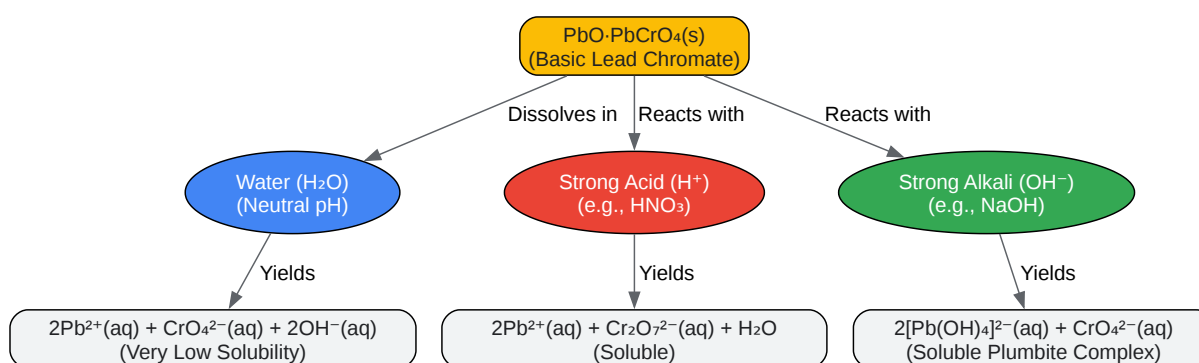 PbO·PbCrO₄(s)
(Basic Lead Chromate)
Dissolves in
Reacts with
Reacts with
Water (H₂O)
(Neutral pH)
Strong Acid (H⁺)
(e.g., HNO₃)
Strong Alkali (OH⁻)
(e.g., NaOH)
Yields
Yields
Yields
2Pb²⁺(aq) + CrO₄²⁻(aq) + 2OH⁻(aq)
(Very Low Solubility)
2Pb²⁺(aq) + Cr₂O₇²⁻(aq) + H₂O
(Soluble)
2[Pb(OH)₄]²⁻(aq) + CrO₄²⁻(aq)
(Soluble Plumbite Complex)